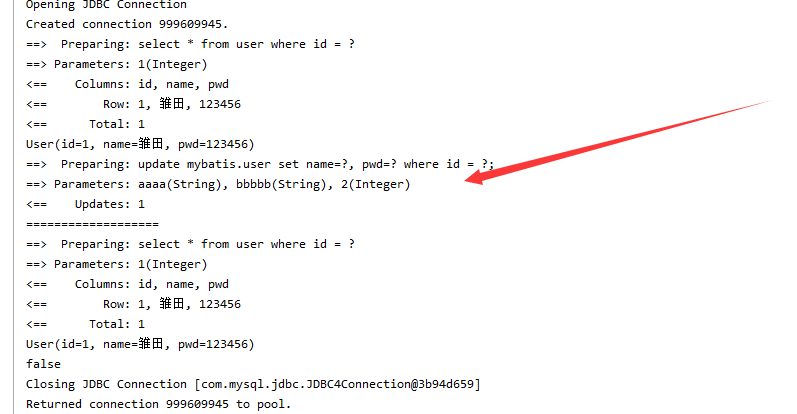 Opening JDBC Connection
Created connection 999609945.
==>  Preparing: select * from user where id = ?
==> Parameters: 1(Integer)
<==    Columns: id, name, pwd
<==        Row: 1, 雏田, 123456
<==      Total: 1
User(id=1, name=雏田, pwd=123456)
==>  Preparing: update mybatis.user set name=?, pwd=? where id = ?;
==> Parameters: aaaa(String), bbbbb(String), 2(Integer)
<==    Updates: 1
===================
==>  Preparing: select * from user where id = ?
==> Parameters: 1(Integer)
<==    Columns: id, name, pwd
<==        Row: 1, 雏田, 123456
<==      Total: 1
User(id=1, name=雏田, pwd=123456)
false
Closing JDBC Connection [com.mysql.jdbc.JDBC4Connection@3b94d659]
Returned connection 999609945 to pool.